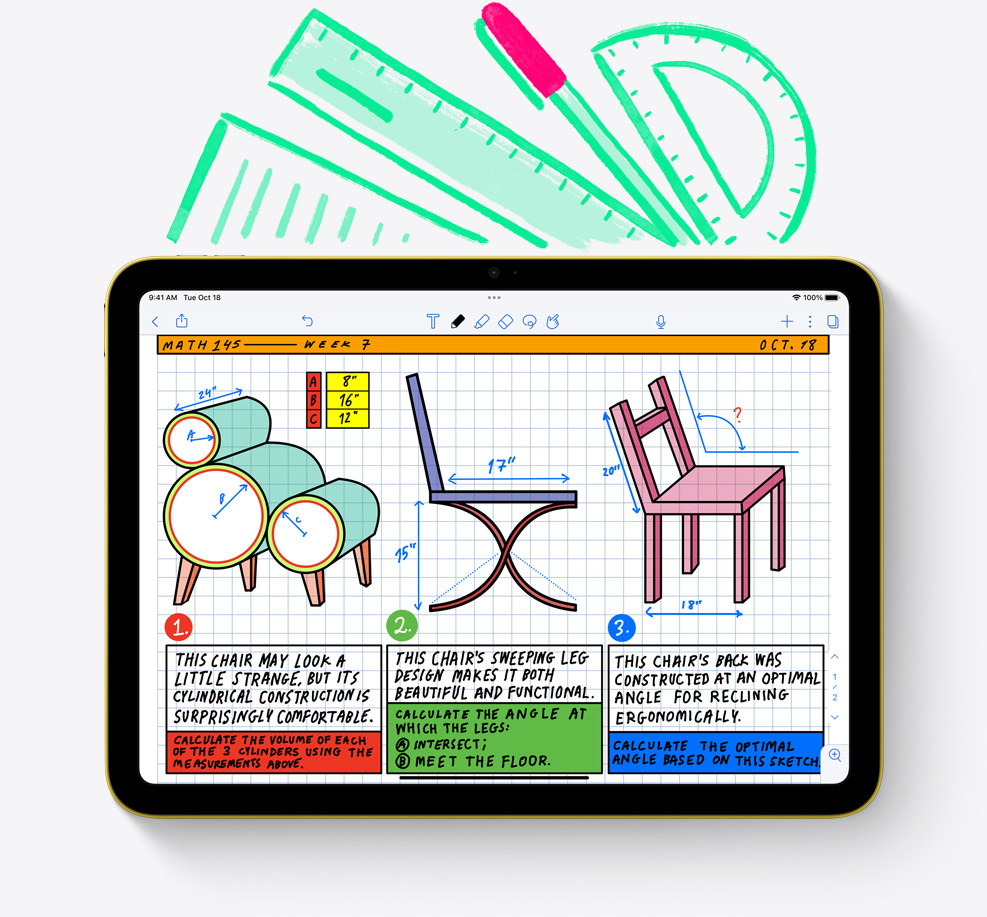 9:41 AM Tue Oct 18
100%
MATH 145 WEEK 7 OCT. 18
24"
A 8"
B 16"
C 12"
A
B
C
17"
15"
20"
?
18"
1.
THIS CHAIR MAY LOOK A
LITTLE STRANGE, BUT ITS
CYLINDRICAL CONSTRUCTION IS
SURPRISINGLY COMFORTABLE.
CALCULATE THE VOLUME OF EACH
OF THE 3 CYLINDERS USING THE
MEASUREMENTS ABOVE.
2.
THIS CHAIR'S SWEEPING LEG
DESIGN MAKES IT BOTH
BEAUTIFUL AND FUNCTIONAL.
CALCULATE THE ANGLE AT
WHICH THE LEGS:
A INTERSECT;
B MEET THE FLOOR.
3.
THIS CHAIR'S BACK WAS
CONSTRUCTED AT AN OPTIMAL
ANGLE FOR RECLINING
ERGONOMICALLY.
CALCULATE THE OPTIMAL
ANGLE BASED ON THIS SKETCH.
1
2